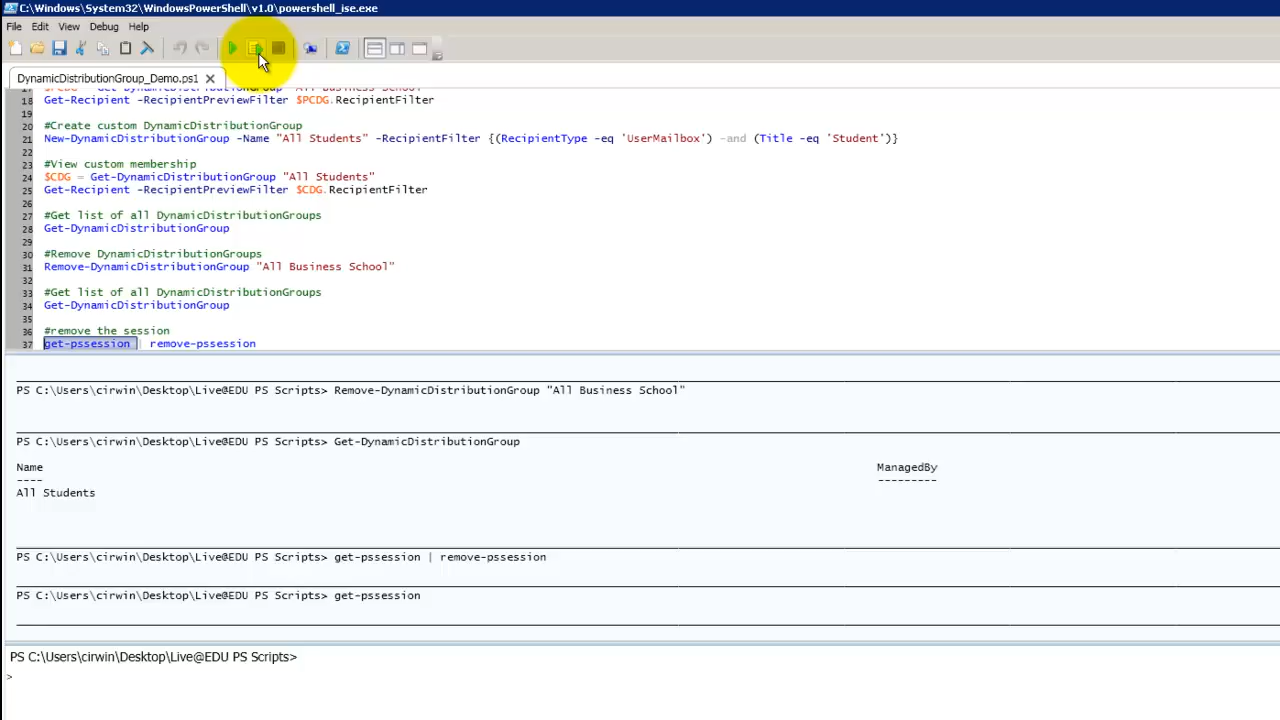 C:\Windows\System32\WindowsPowerShell\v1.0\powershell_ise.exe
File Edit View Debug Help
DynamicDistributionGroup_Demo.ps1
18 Get-Recipient -RecipientPreviewFilter $PCDG.RecipientFilter
19
20 #Create custom DynamicDistributionGroup
21 New-DynamicDistributionGroup -Name "All Students" -RecipientFilter {(RecipientType -eq 'UserMailbox') -and (Title -eq 'Student')}
22
23 #View custom membership
24 $CDG = Get-DynamicDistributionGroup "All Students"
25 Get-Recipient -RecipientPreviewFilter $CDG.RecipientFilter
26
27 #Get list of all DynamicDistributionGroups
28 Get-DynamicDistributionGroup
29
30 #Remove DynamicDistributionGroups
31 Remove-DynamicDistributionGroup "All Business School"
32
33 #Get list of all DynamicDistributionGroups
34 Get-DynamicDistributionGroup
35
36 #remove the session
37 get-pssession | remove-pssession
PS C:\Users\cirwin\Desktop\Live@EDU PS Scripts> Remove-DynamicDistributionGroup "All Business School"
PS C:\Users\cirwin\Desktop\Live@EDU PS Scripts> Get-DynamicDistributionGroup
Name ManagedBy
---- ---------
All Students
PS C:\Users\cirwin\Desktop\Live@EDU PS Scripts> get-pssession | remove-pssession
PS C:\Users\cirwin\Desktop\Live@EDU PS Scripts> get-pssession
PS C:\Users\cirwin\Desktop\Live@EDU PS Scripts>
>